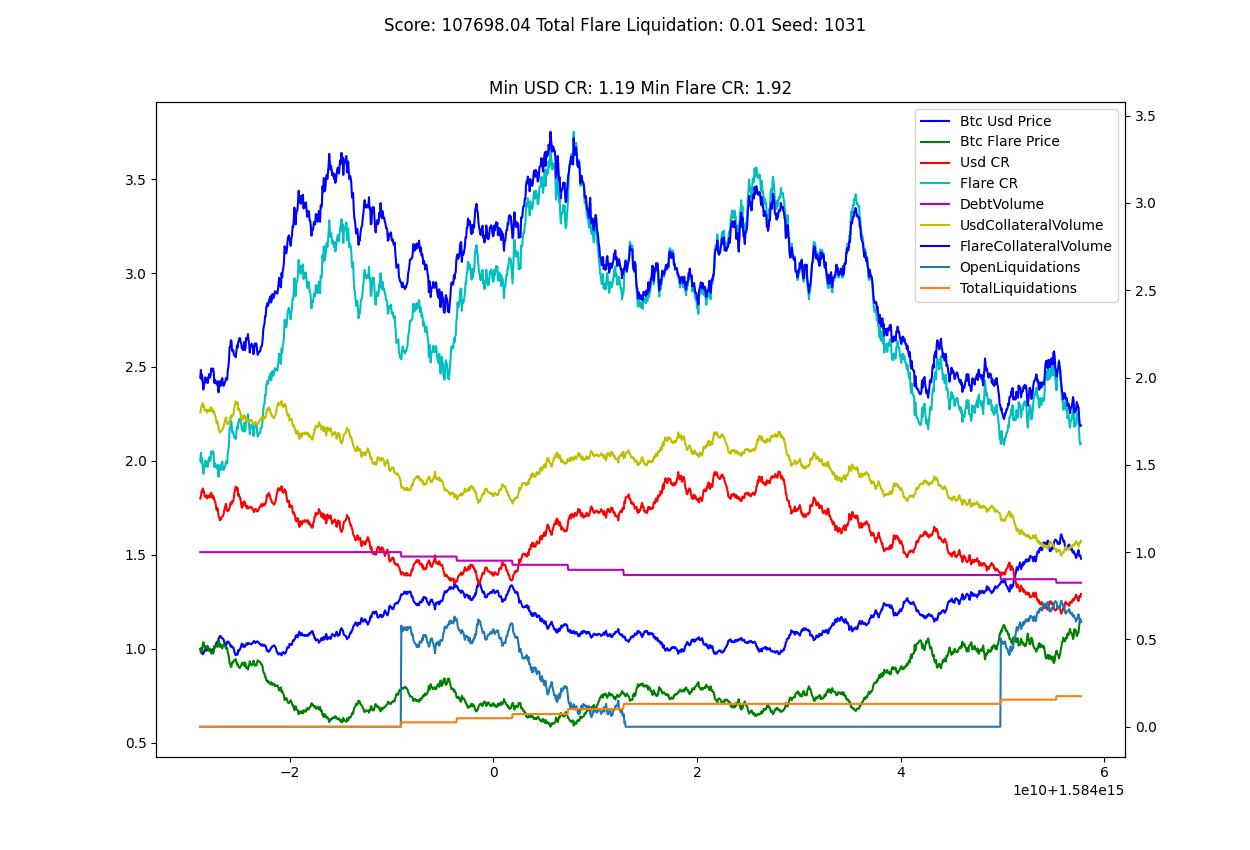 Score: 107698.04 Total Flare Liquidation: 0.01 Seed: 1031
Min USD CR: 1.19 Min Flare CR: 1.92
Btc Usd Price
Btc Flare Price
Usd CR
Flare CR
DebtVolume
UsdCollateralVolume
FlareCollateralVolume
OpenLiquidations
TotalLiquidations
3.5
3.0
2.5
2.0
1.5
1.0
0.5
3.5
3.0
2.5
2.0
1.5
1.0
0.5
0.0
−2 0 2 4 6
1e10+1.584e15